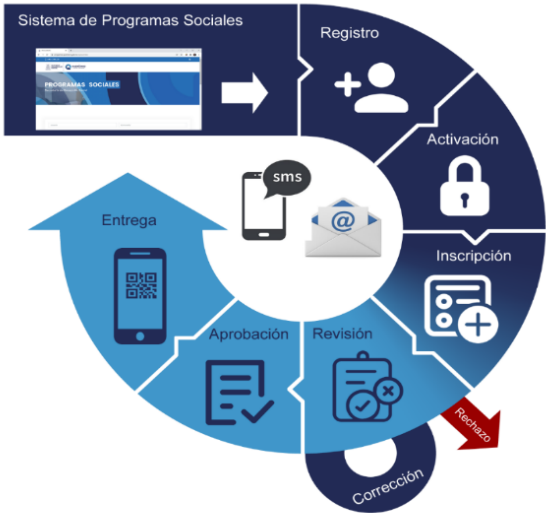 Sistema de Programas Sociales
PROGRAMAS SOCIALES
Registro
Activación
Inscripción
sms
@
Entrega
Aprobación
Revisión
Rechazo
Corrección